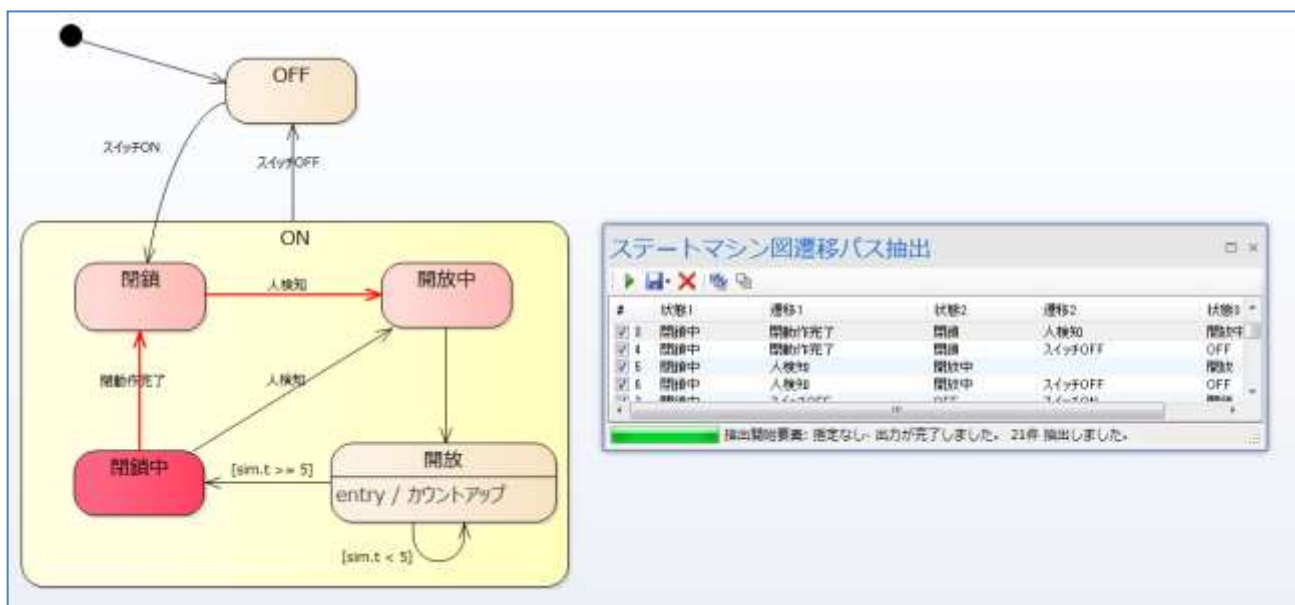 OFF
スイッチON
スイッチOFF
ON
閉鎖
人検知
開放中
閉動作完了
人検知
閉鎖中
[sim.t >= 5]
開放
entry / カウントアップ
[sim.t < 5]
ステートマシン図遷移パス抽出
# 状態1 遷移1 状態2 遷移2 状態3
3 閉鎖中 閉動作完了 閉鎖 人検知 開放中
4 閉鎖中 閉動作完了 閉鎖 スイッチOFF OFF
5 閉鎖中 人検知 開放中 開放
6 閉鎖中 人検知 開放中 スイッチOFF OFF
抽出開始要素: 指定なし- 出力が完了しました。 21件 抽出しました。